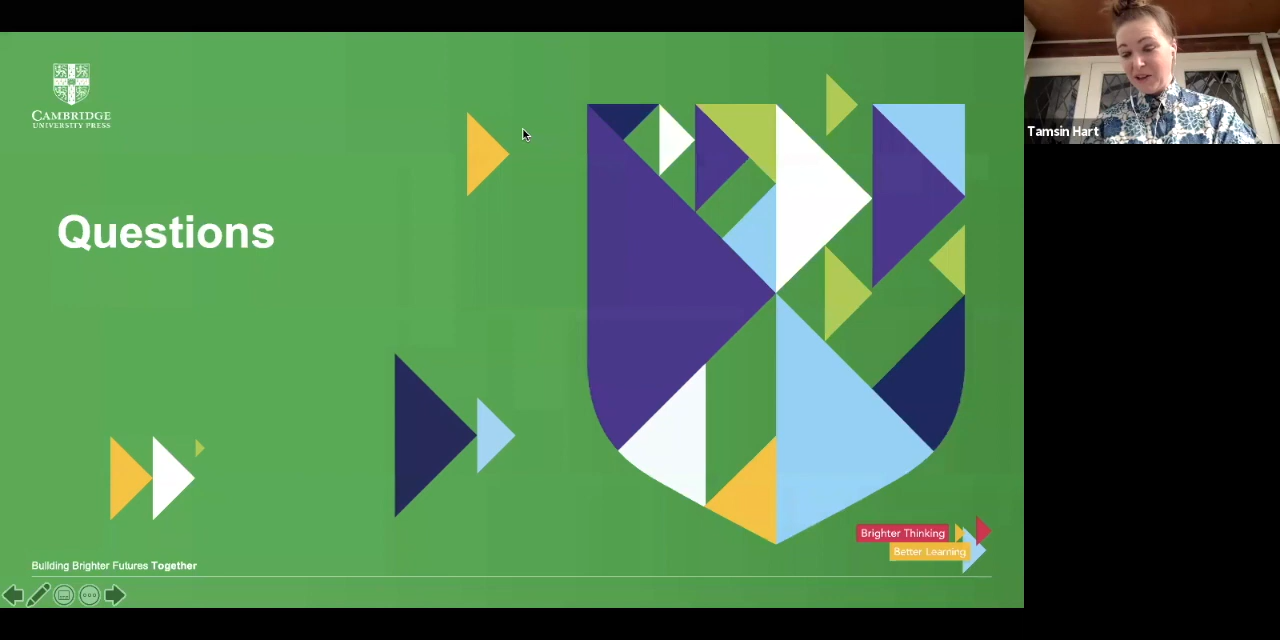 CAMBRIDGE
UNIVERSITY PRESS
Questions
Tamsin Hart
Brighter Thinking
Better Learning
Building Brighter Futures Together